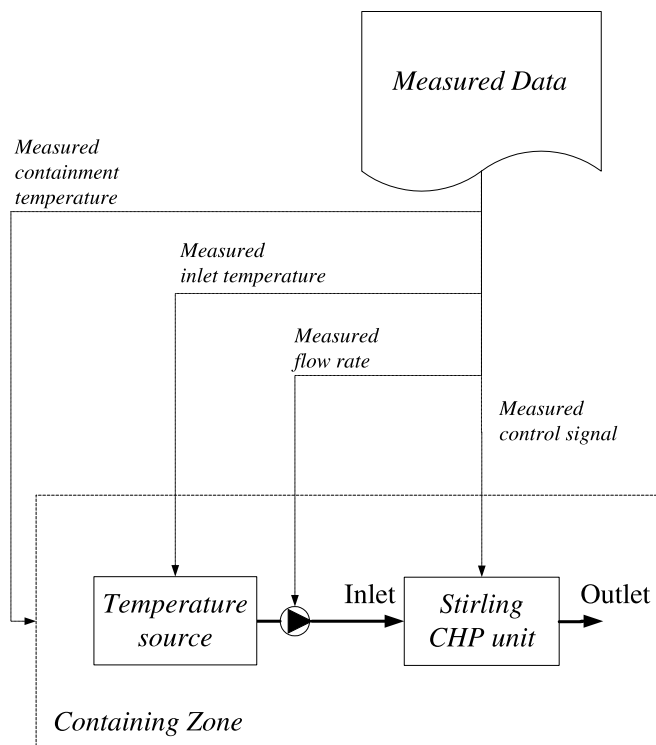 Measured Data
Measured
containment
temperature
Measured
inlet temperature
Measured
flow rate
Measured
control signal
Temperature
source
Inlet
Stirling
CHP unit
Outlet
Containing Zone